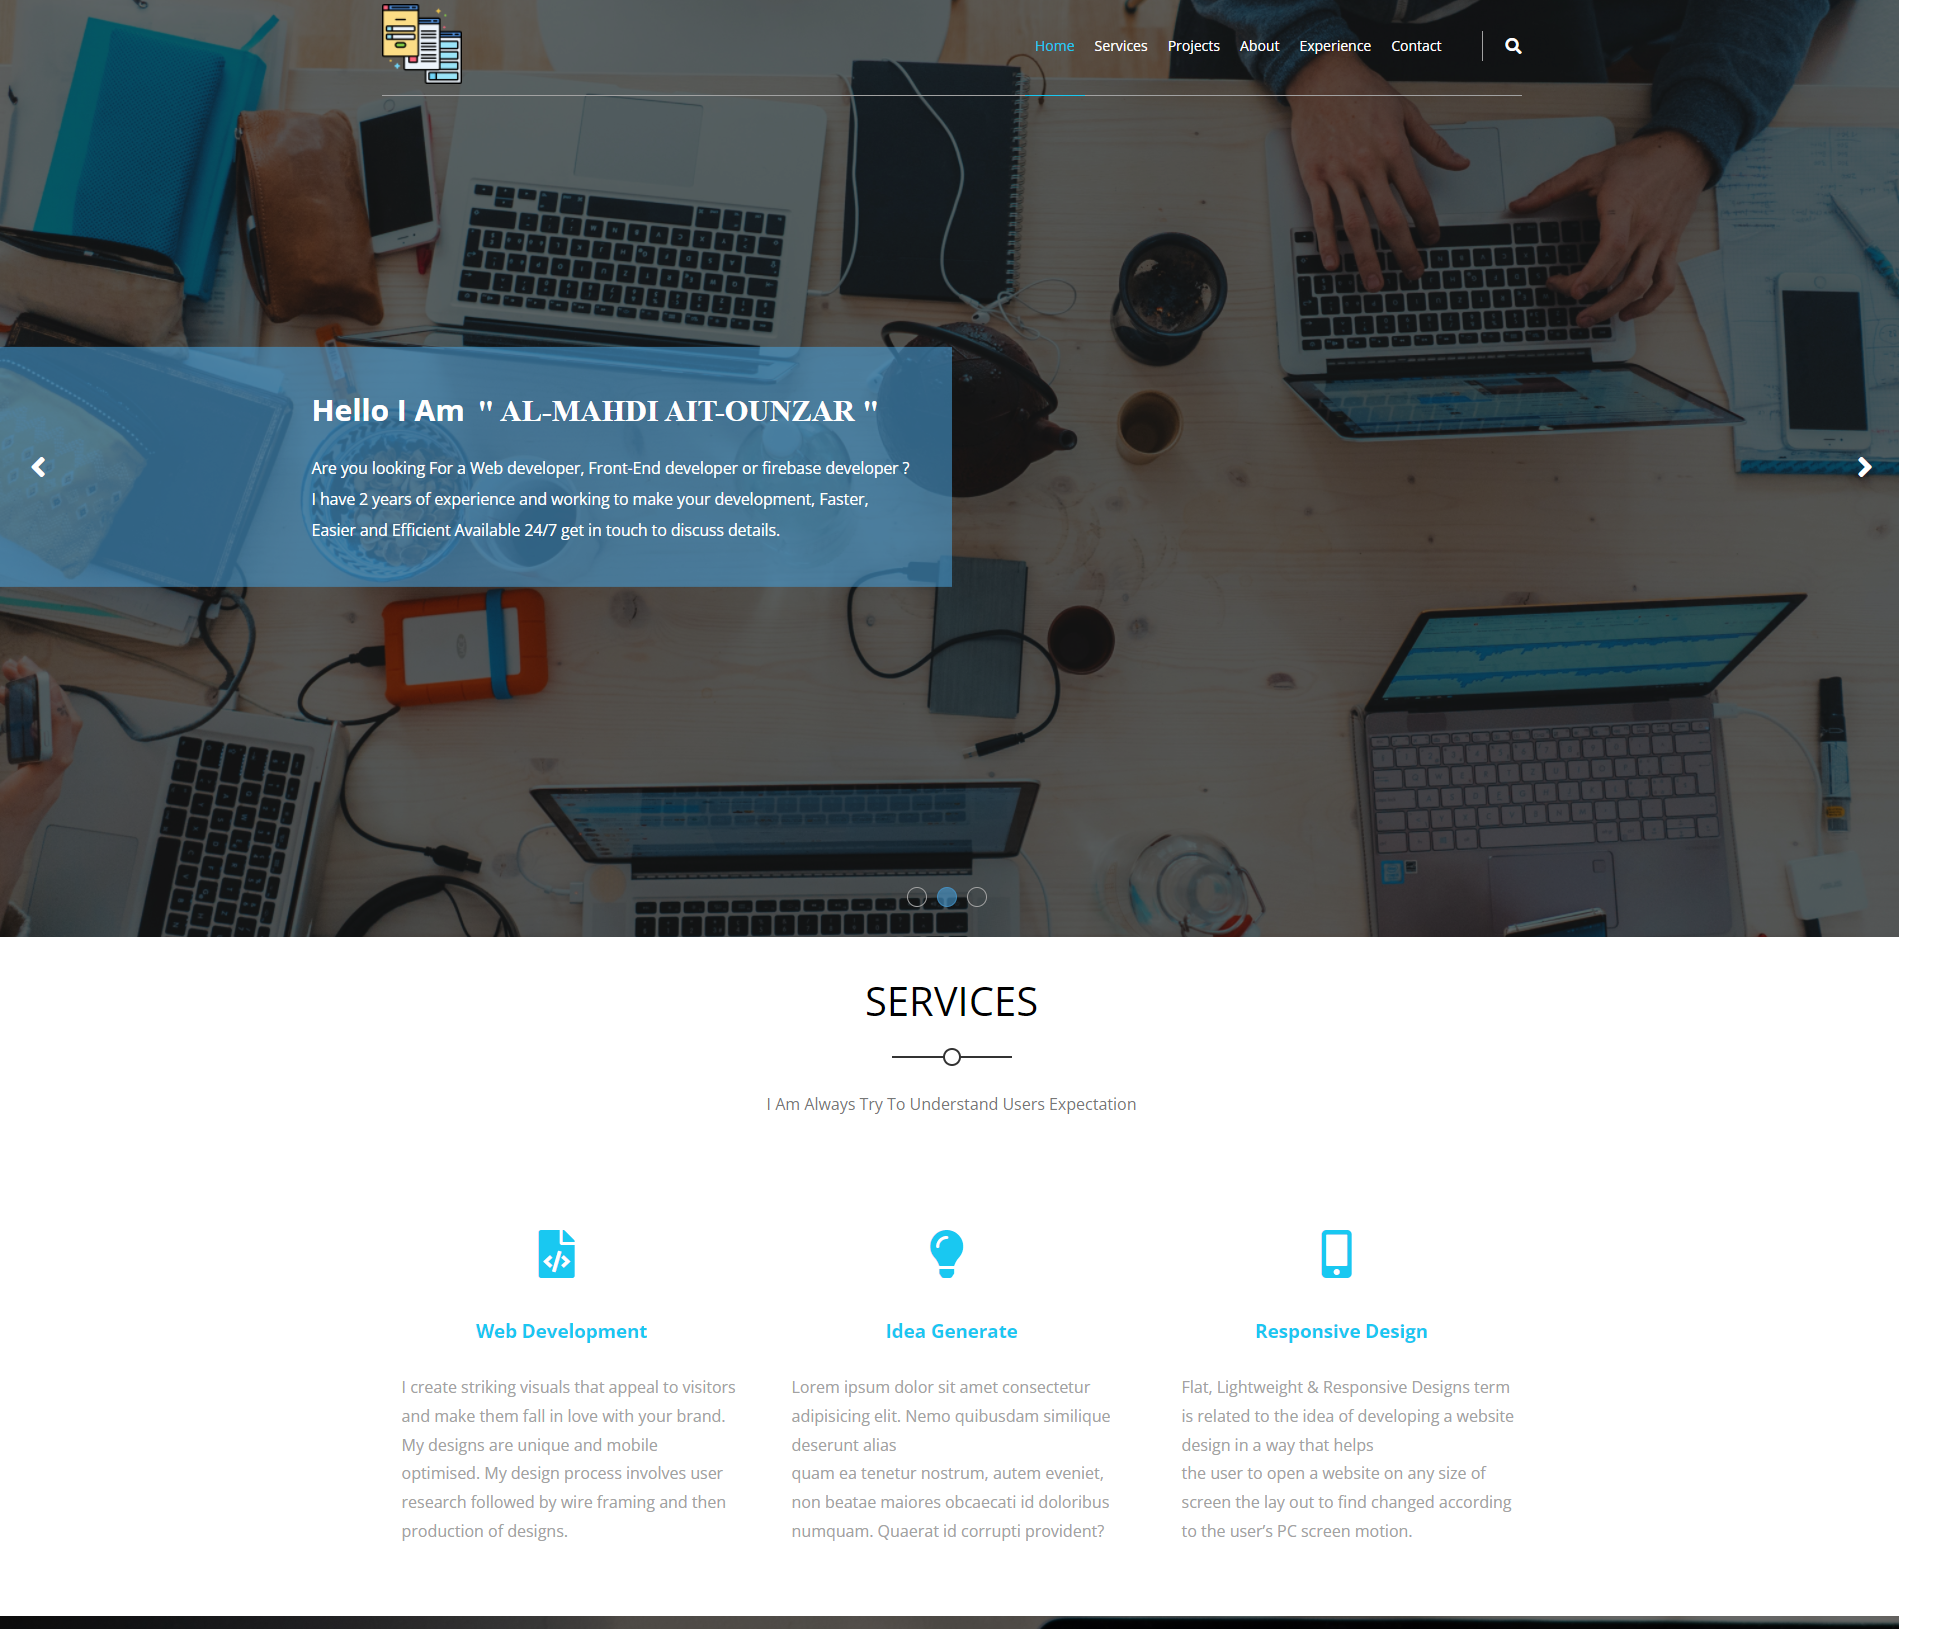 Home Services Projects About Experience Contact
Hello I Am " AL-MAHDI AIT-OUNZAR "
Are you looking For a Web developer, Front-End developer or firebase developer ?
I have 2 years of experience and working to make your development, Faster,
Easier and Efficient Available 24/7 get in touch to discuss details.
SERVICES
I Am Always Try To Understand Users Expectation
Web Development
I create striking visuals that appeal to visitors
and make them fall in love with your brand.
My designs are unique and mobile
optimised. My design process involves user
research followed by wire framing and then
production of designs.
Idea Generate
Lorem ipsum dolor sit amet consectetur
adipisicing elit. Nemo quibusdam similique
deserunt alias
quam ea tenetur nostrum, autem eveniet,
non beatae maiores obcaecati id doloribus
numquam. Quaerat id corrupti provident?
Responsive Design
Flat, Lightweight & Responsive Designs term
is related to the idea of developing a website
design in a way that helps
the user to open a website on any size of
screen the lay out to find changed according
to the user’s PC screen motion.